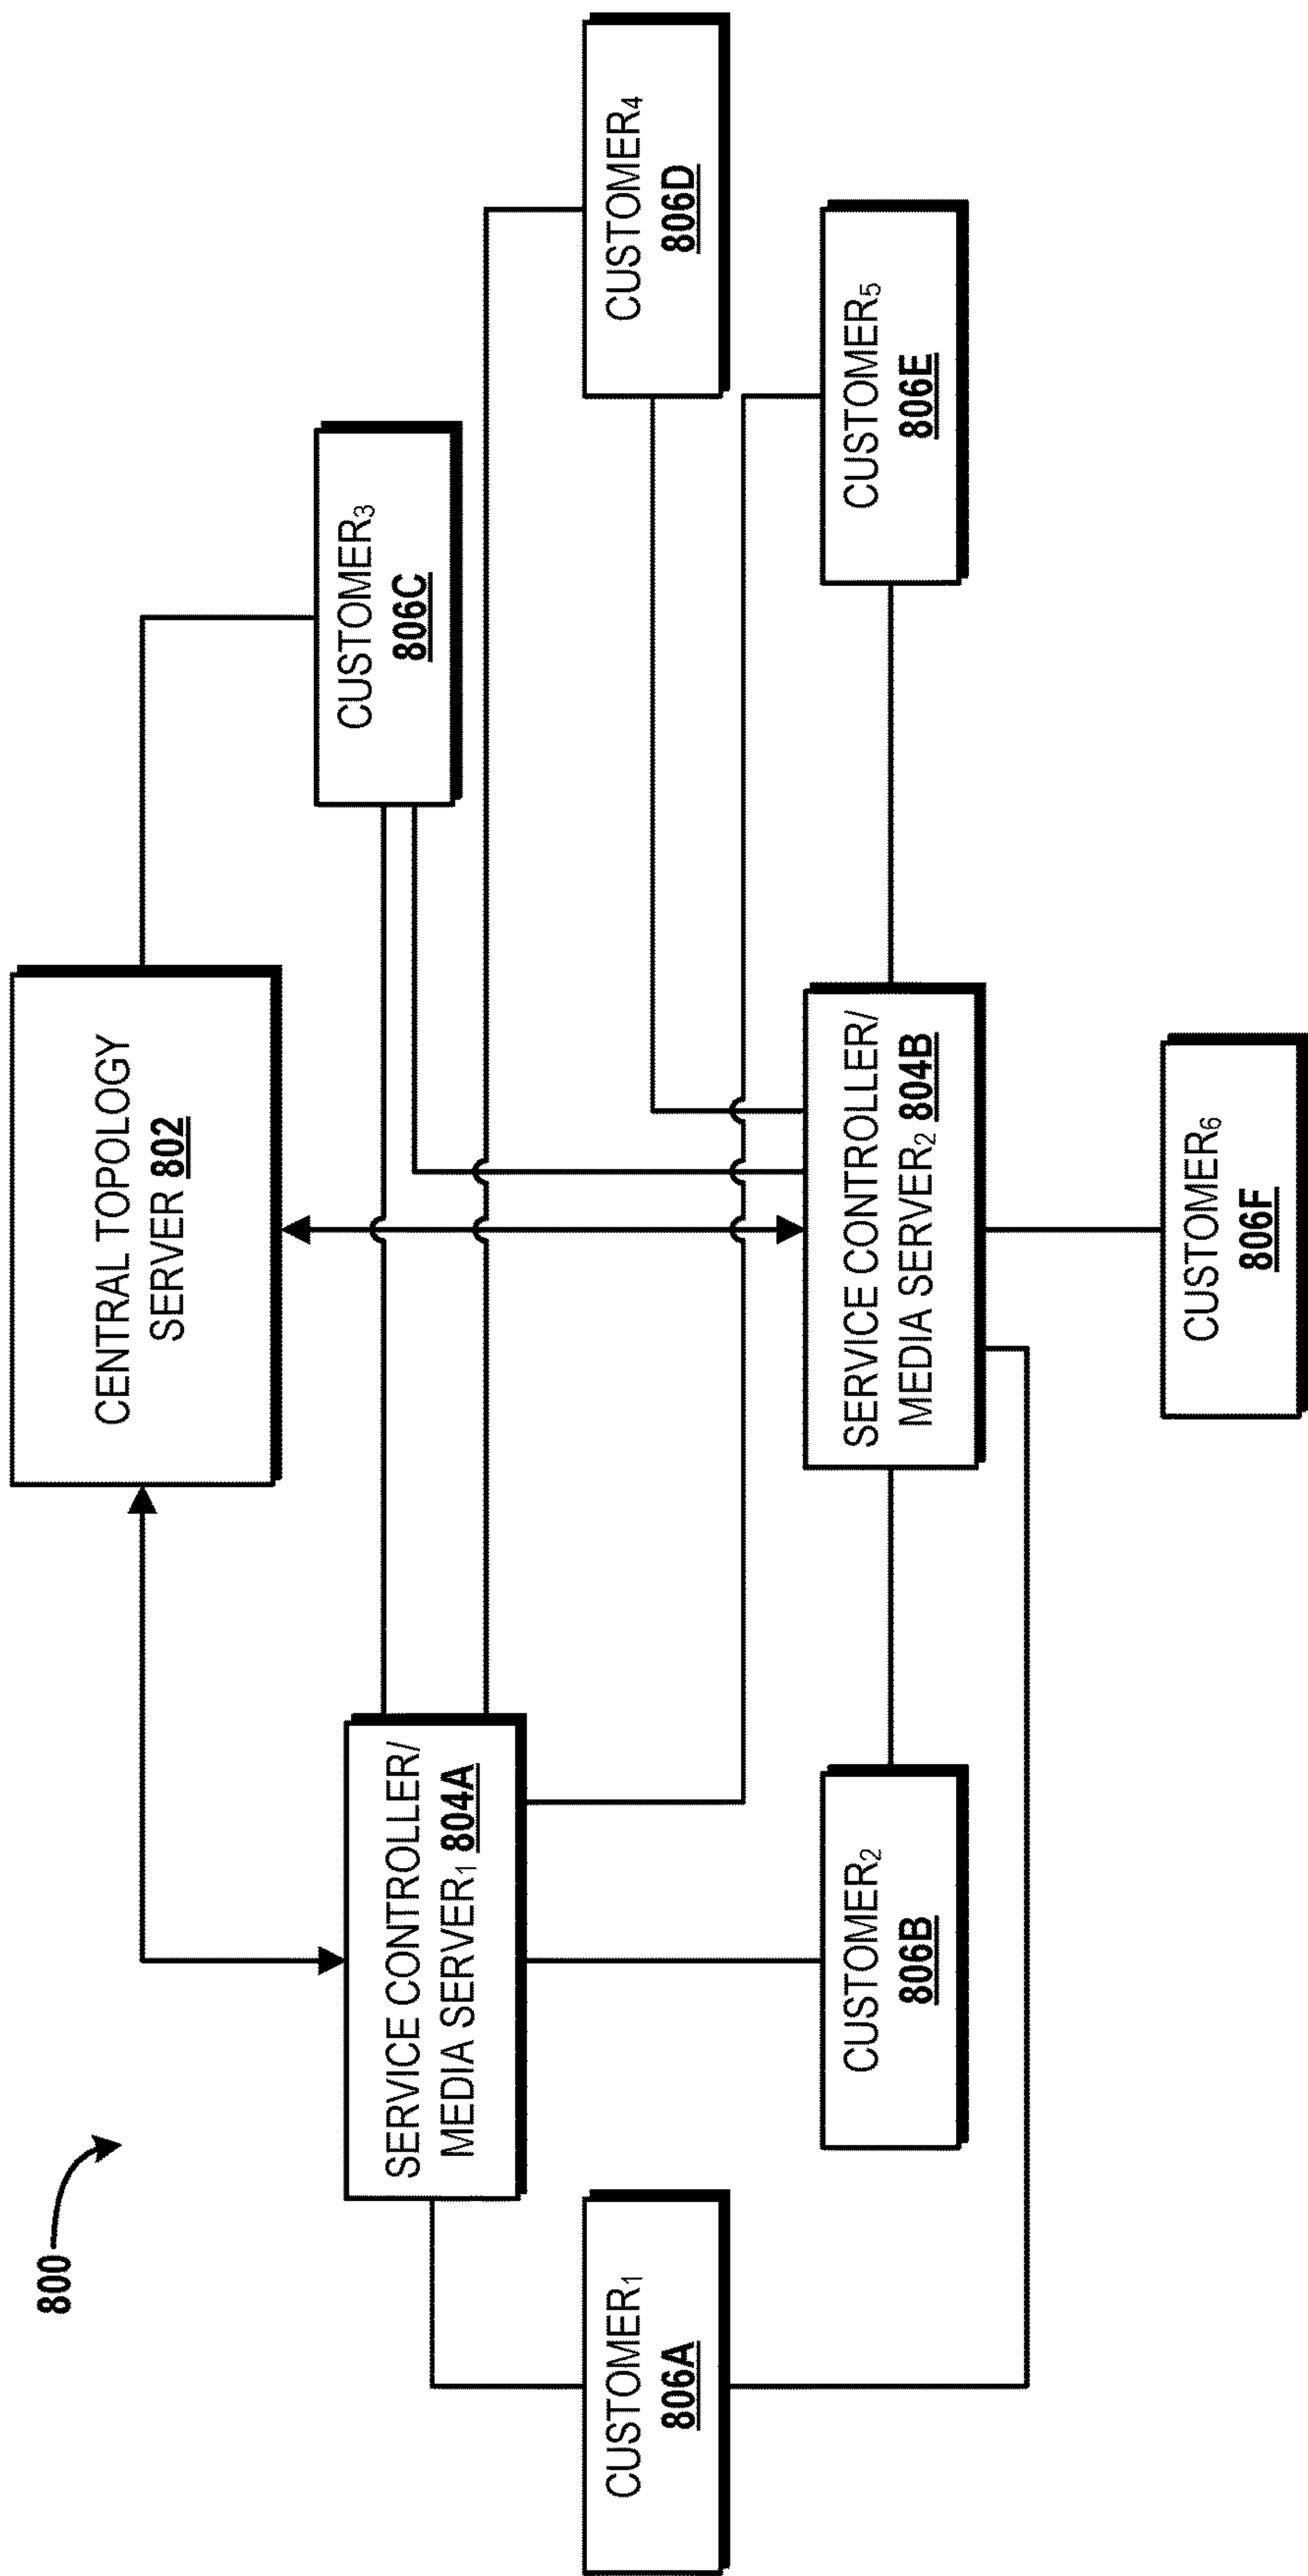 800
CENTRAL TOPOLOGY
SERVER 802
SERVICE CONTROLLER/
MEDIA SERVER₁ 804A
CUSTOMER₃
806C
CUSTOMER₁
806A
CUSTOMER₄
806D
CUSTOMER₂
806B
SERVICE CONTROLLER/
MEDIA SERVER₂ 804B
CUSTOMER₅
806E
CUSTOMER₆
806F